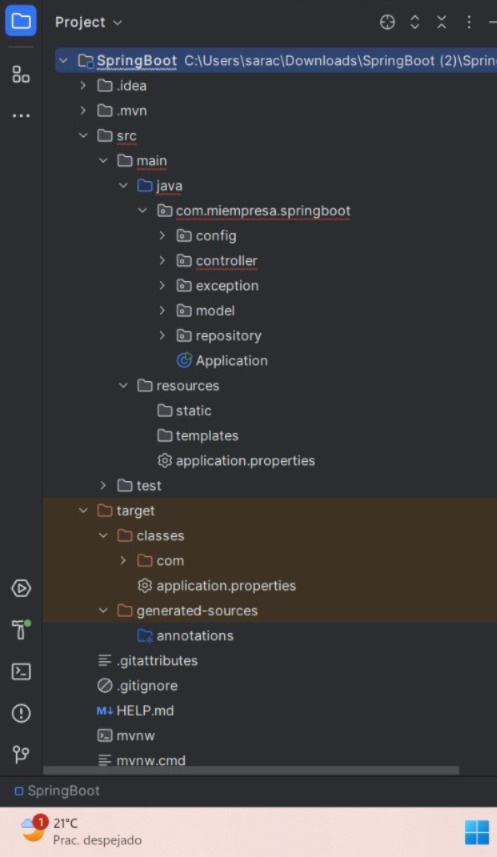 Project
SpringBoot C:\Users\sarac\Downloads\SpringBoot (2)\Sprin
.idea
.mvn
src
main
java
com.miempresa.springboot
config
controller
exception
model
repository
Application
resources
static
templates
application.properties
test
target
classes
com
application.properties
generated-sources
annotations
.gitattributes
.gitignore
M↓ HELP.md
mvnw
mvnw.cmd
SpringBoot
1 21°C
Prac. despejado